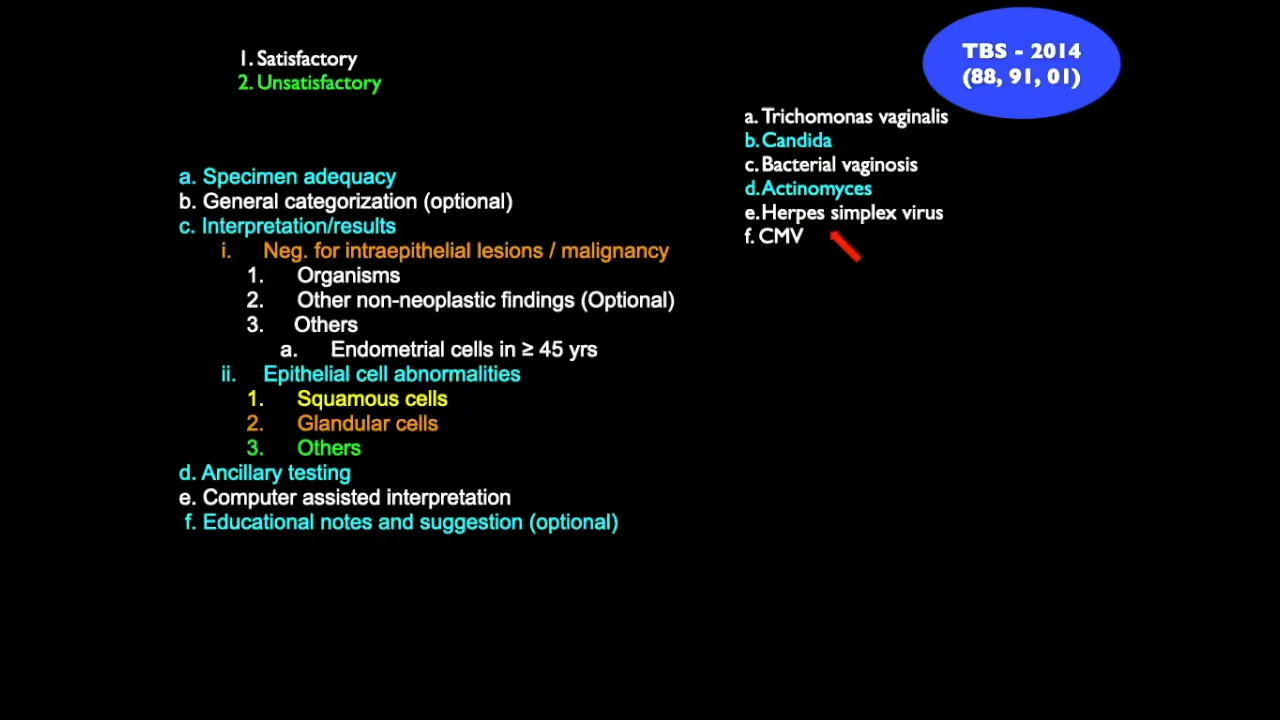 1. Satisfactory
2. Unsatisfactory
TBS - 2014
(88, 91, 01)
a. Trichomonas vaginalis
b. Candida
c. Bacterial vaginosis
d. Actinomyces
e. Herpes simplex virus
f. CMV
a. Specimen adequacy
b. General categorization (optional)
c. Interpretation/results
i. Neg. for intraepithelial lesions / malignancy
1. Organisms
2. Other non-neoplastic findings (Optional)
3. Others
a. Endometrial cells in ≥ 45 yrs
ii. Epithelial cell abnormalities
1. Squamous cells
2. Glandular cells
3. Others
d. Ancillary testing
e. Computer assisted interpretation
f. Educational notes and suggestion (optional)